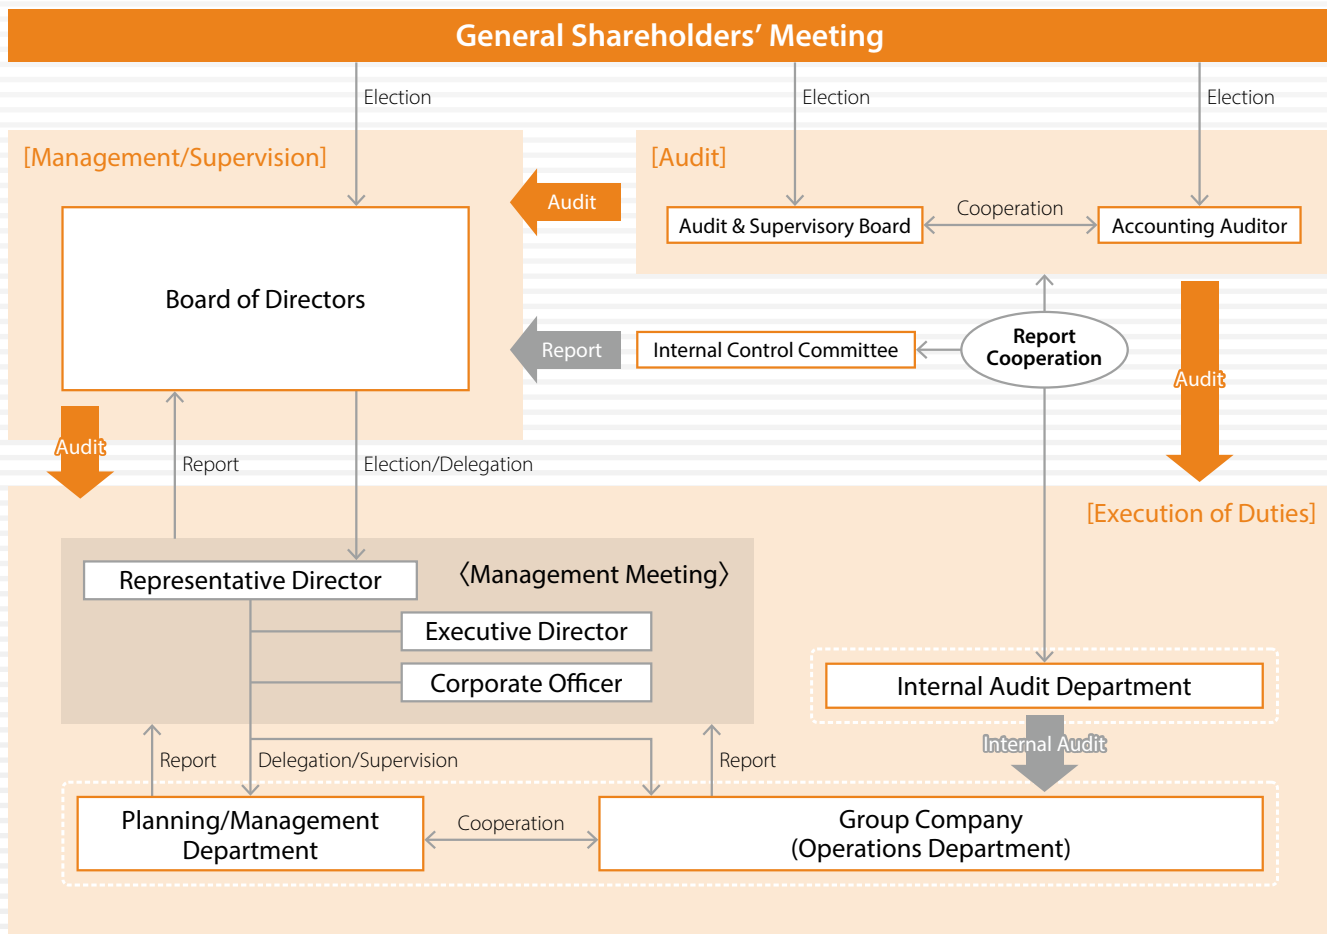 General Shareholders’ Meeting
Election
Election
Election
[Management/Supervision]
[Audit]
Audit
Audit & Supervisory Board
Cooperation
Accounting Auditor
Board of Directors
Report
Internal Control Committee
Report
Cooperation
Audit
Audit
Report
Election/Delegation
[Execution of Duties]
Representative Director
〈Management Meeting〉
Executive Director
Corporate Officer
Internal Audit Department
Internal Audit
Report
Delegation/Supervision
Report
Planning/Management
Department
Cooperation
Group Company
(Operations Department)